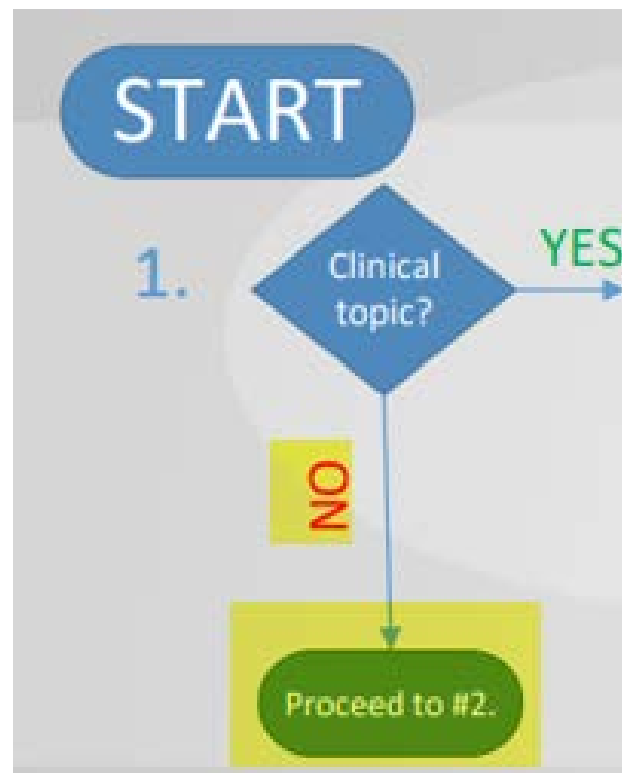 START
1.
Clinical
topic?
YES
NO
Proceed to #2.